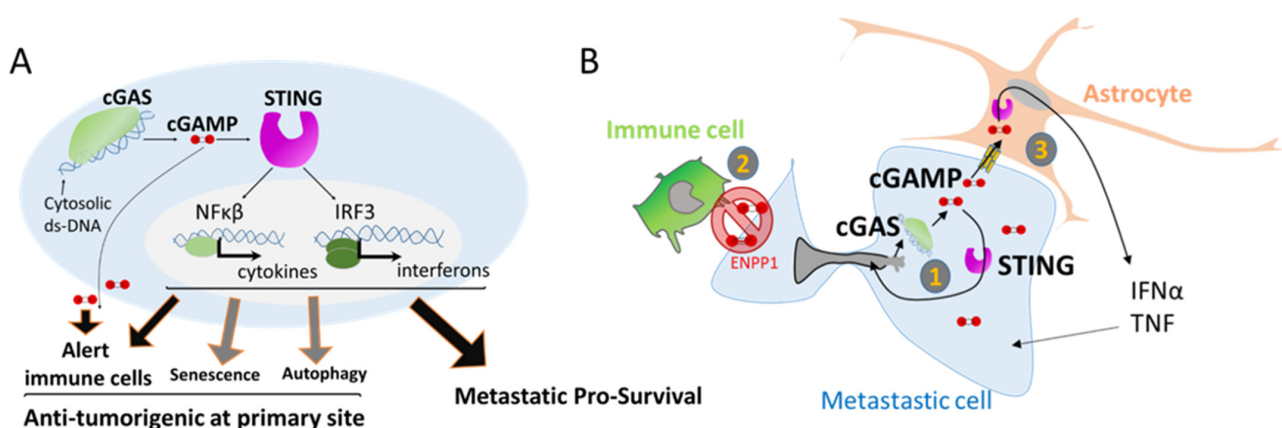 A
cGAS
cGAMP
STING
Cytosolic
ds-DNA
NFκβ
IRF3
cytokines
interferons
Alert
immune cells
Senescence
Autophagy
Anti-tumorigenic at primary site
Metastatic Pro-Survival
B
Immune cell
2
ENPP1
Astrocyte
3
cGAMP
cGAS
1
STING
IFNα
TNF
Metastastic cell